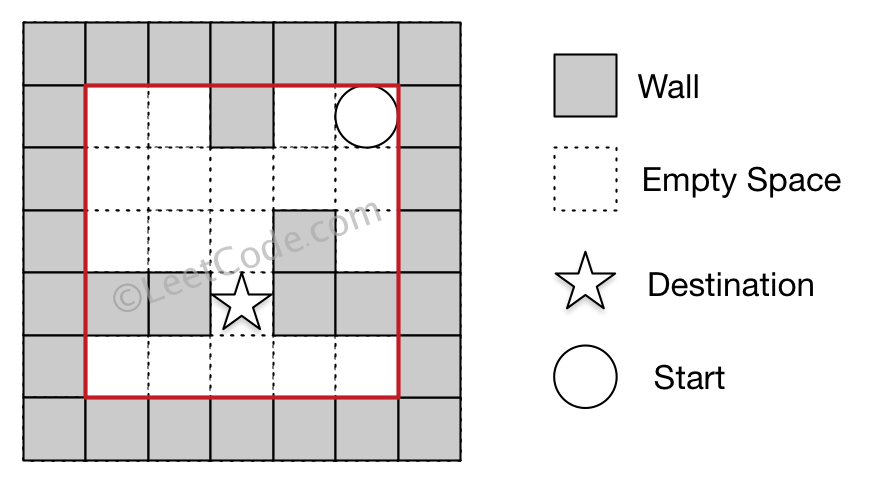 Wall
Empty Space
©LeetCode.com
Destination
Start